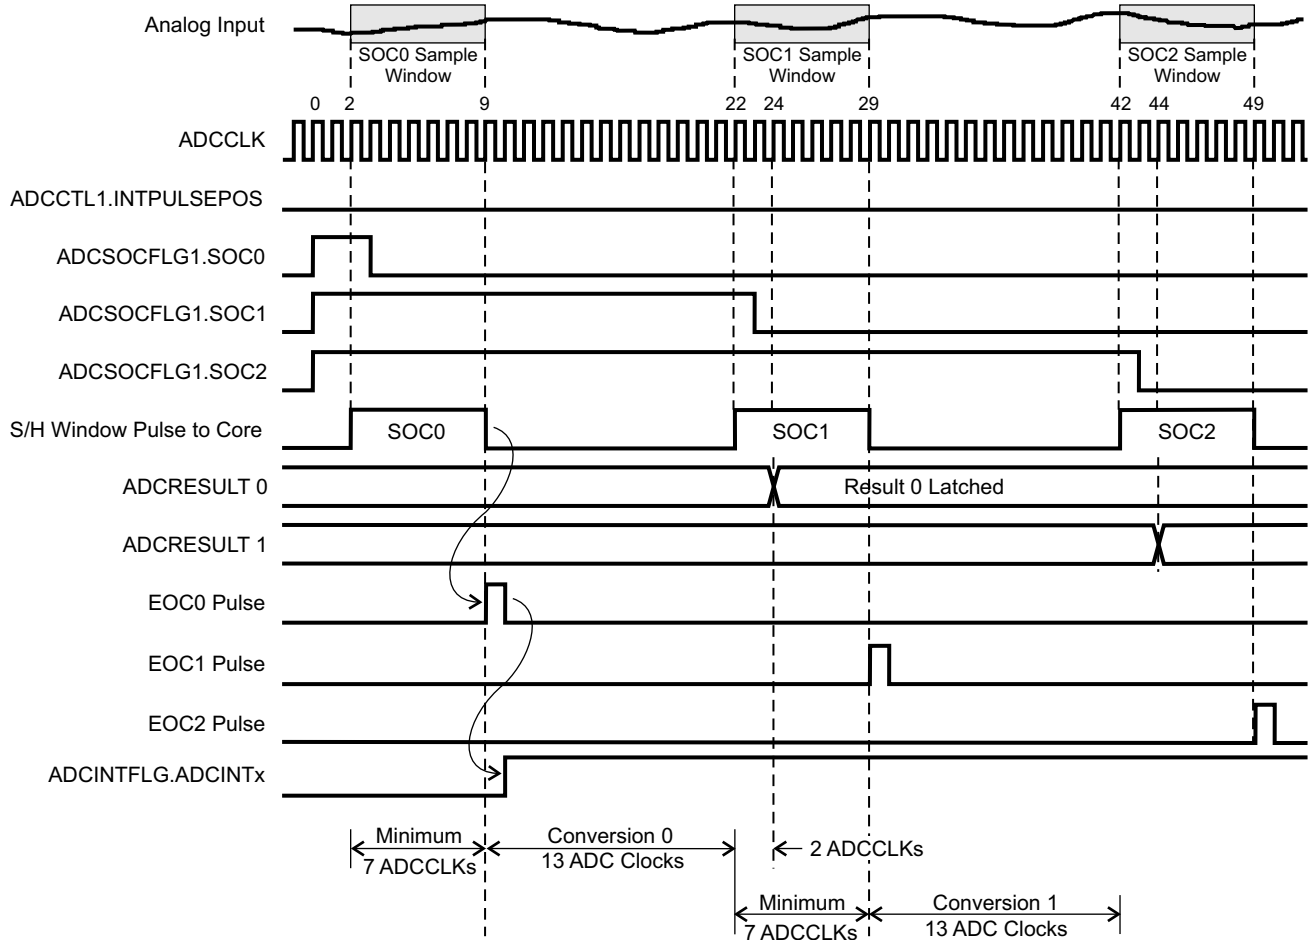 Analog Input
SOC0 Sample
Window
SOC1 Sample
Window
SOC2 Sample
Window
0 2 9 22 24 29 42 44 49
ADCCLK
ADCCTL1.INTPULSEPOS
ADCSOCFLG1.SOC0
ADCSOCFLG1.SOC1
ADCSOCFLG1.SOC2
S/H Window Pulse to Core SOC0 SOC1 SOC2
ADCRESULT 0 Result 0 Latched
ADCRESULT 1
EOC0 Pulse
EOC1 Pulse
EOC2 Pulse
ADCINTFLG.ADCINTx
Minimum
7 ADCCLKs
Conversion 0
13 ADC Clocks
2 ADCCLKs
Minimum
7 ADCCLKs
Conversion 1
13 ADC Clocks